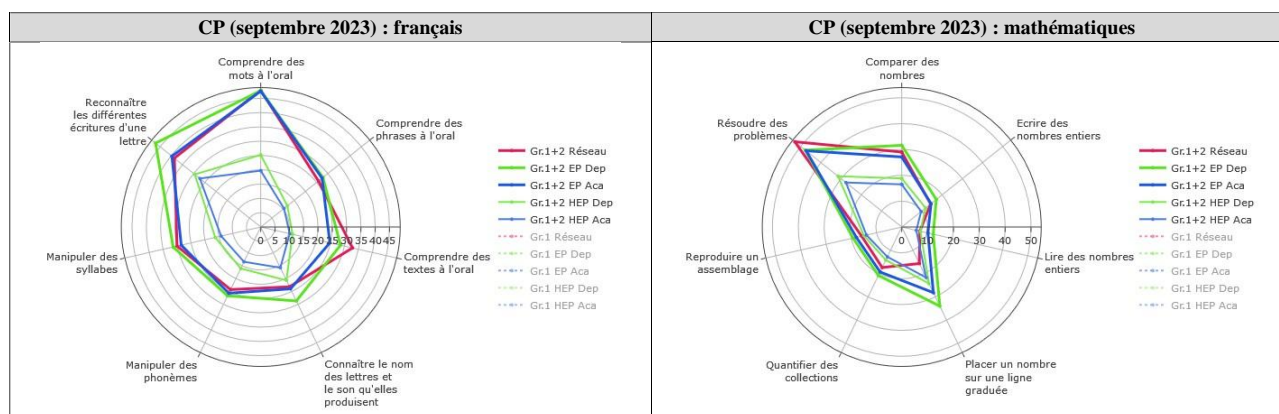 CP (septembre 2023) : français
Comprendre des
mots à l'oral
Reconnaître
les différentes
écritures d'une
lettre
Comprendre des
phrases à l'oral
0 5 10 15 20 25 30 35 40 45
Comprendre des
textes à l'oral
Manipuler des
syllabes
Manipuler des
phonèmes
Connaître le nom
des lettres et
le son qu'elles
produisent
Gr.1+2 Réseau
Gr.1+2 EP Dep
Gr.1+2 EP Aca
Gr.1+2 HEP Dep
Gr.1+2 HEP Aca
Gr.1 Réseau
Gr.1 EP Dep
Gr.1 EP Aca
Gr.1 HEP Dep
Gr.1 HEP Aca
CP (septembre 2023) : mathématiques
Comparer des
nombres
Résoudre des
problèmes
Ecrire des
nombres entiers
0 10 20 30 40 50
Reproduire un
assemblage
Lire des nombres
entiers
Quantifier des
collections
Placer un nombre
sur une ligne
graduée
Gr.1+2 Réseau
Gr.1+2 EP Dep
Gr.1+2 EP Aca
Gr.1+2 HEP Dep
Gr.1+2 HEP Aca
Gr.1 Réseau
Gr.1 EP Dep
Gr.1 EP Aca
Gr.1 HEP Dep
Gr.1 HEP Aca